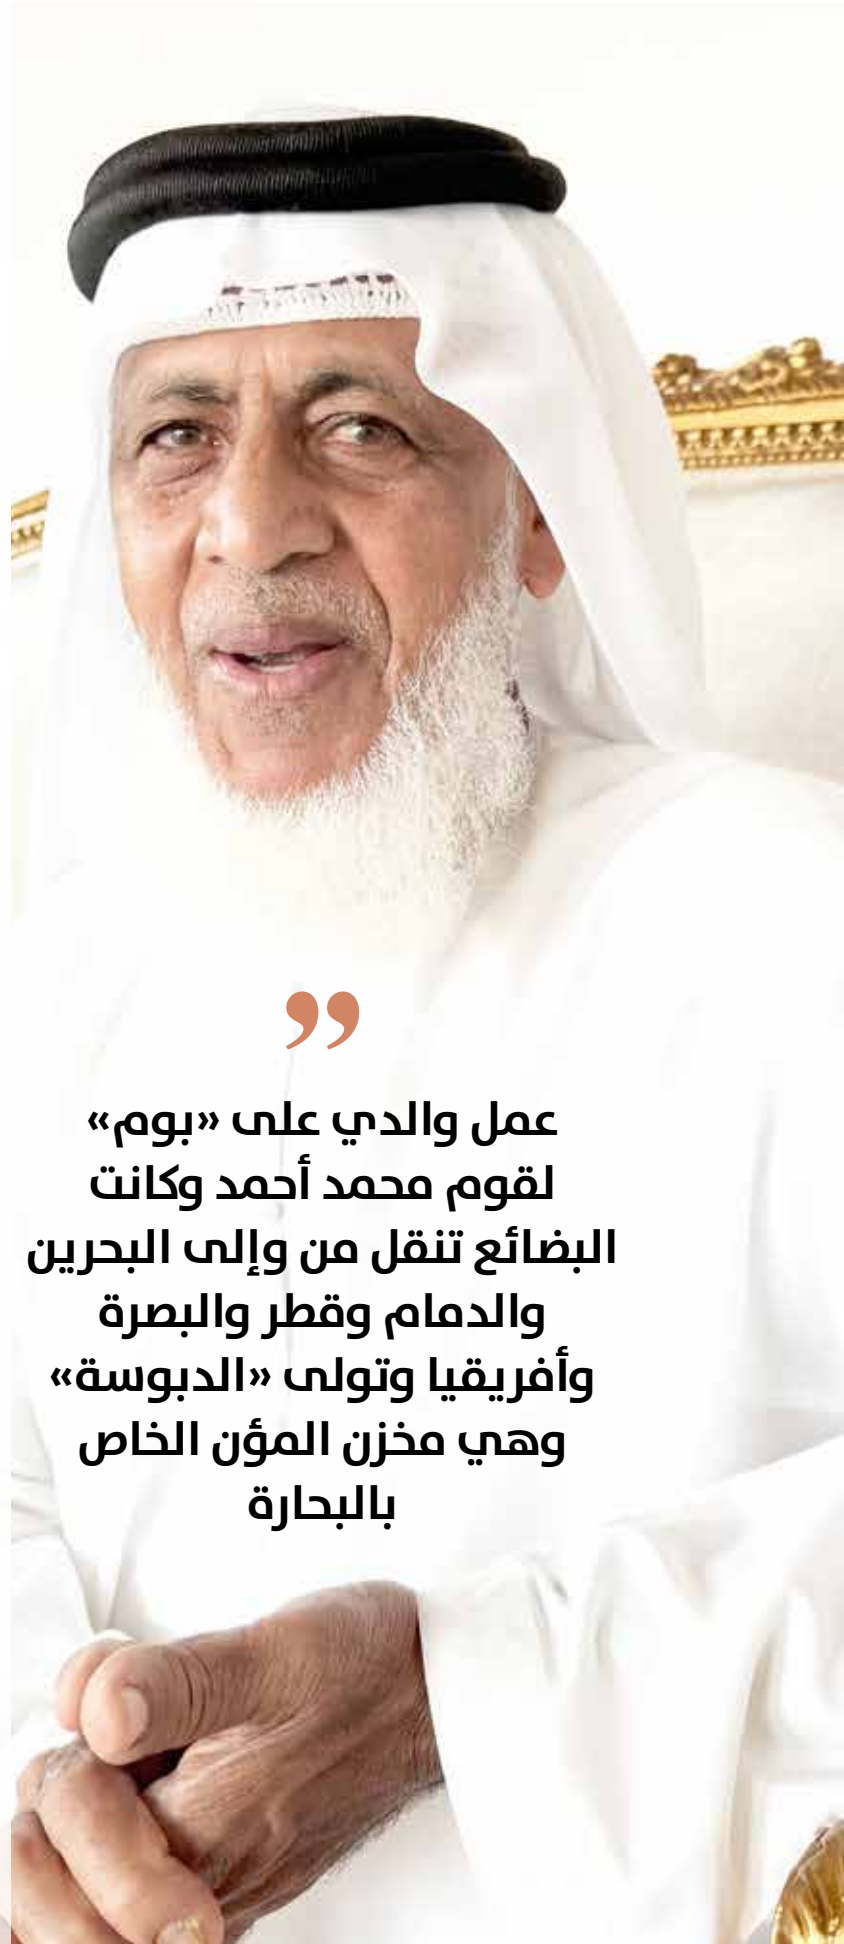 ”
عمل والدي على «بوم»
لقوم محمد أحمد وكانت
البضائع تنقل من وإلى البحرين
والدمام وقطر والبصرة
وأفريقيا وتولى «الدبوسة»
وهي مخزن المؤن الخاص
بالبحارة